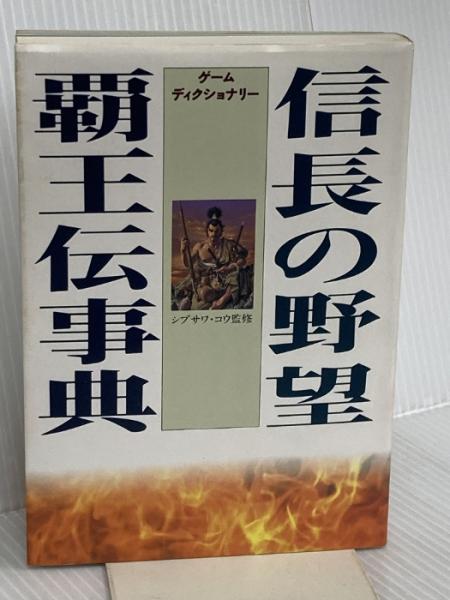 信長の野望
ゲーム
ディクショナリー
シブサワ・コウ監修
覇王伝事典